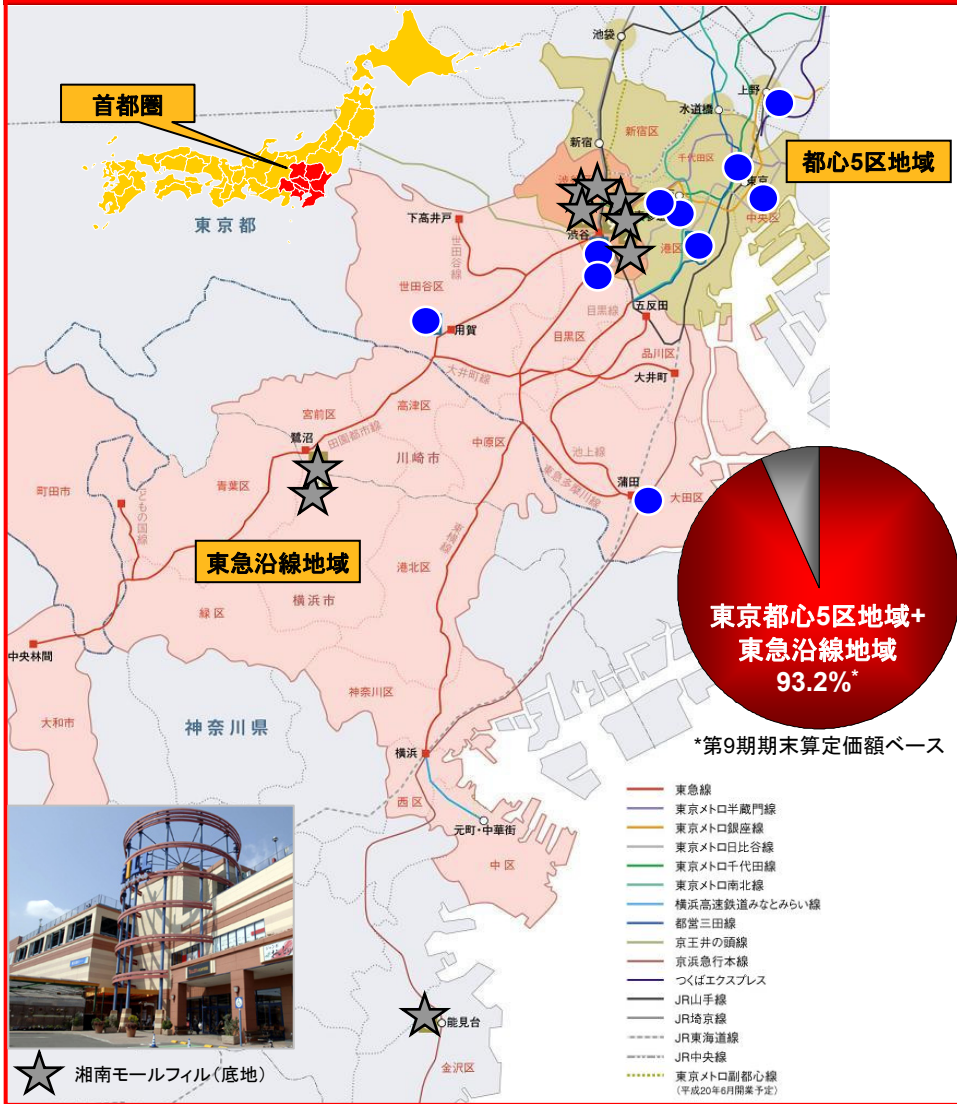 首都圏
都心5区地域
東急沿線地域
池袋
上野
水道橋
新宿
新宿区
千代田区
東京
中央区
渋谷
港区
東京都
下高井戸
世田谷線
世田谷区
用賀
目黒線
五反田
目黒区
品川区
大井町線
大井町
高津区
宮前区
鷺沼
田園都市線
中原区
川崎市
池上線
東急多摩川線
蒲田
大田区
町田市
こどもの国線
青葉区
東横線
港北区
緑区
横浜市
中央林間
神奈川区
大和市
神奈川県
横浜
西区
元町・中華街
中区
能見台
金沢区
東京都心5区地域+
東急沿線地域
93.2%*
*第9期期末算定価額ベース
東急線
東京メトロ半蔵門線
東京メトロ銀座線
東京メトロ日比谷線
東京メトロ千代田線
東京メトロ南北線
横浜高速鉄道みなとみらい線
都営三田線
京王井の頭線
京浜急行本線
つくばエクスプレス
JR山手線
JR埼京線
JR東海道線
JR中央線
東京メトロ副都心線
(平成20年6月開業予定)
湘南モールフィル(底地)